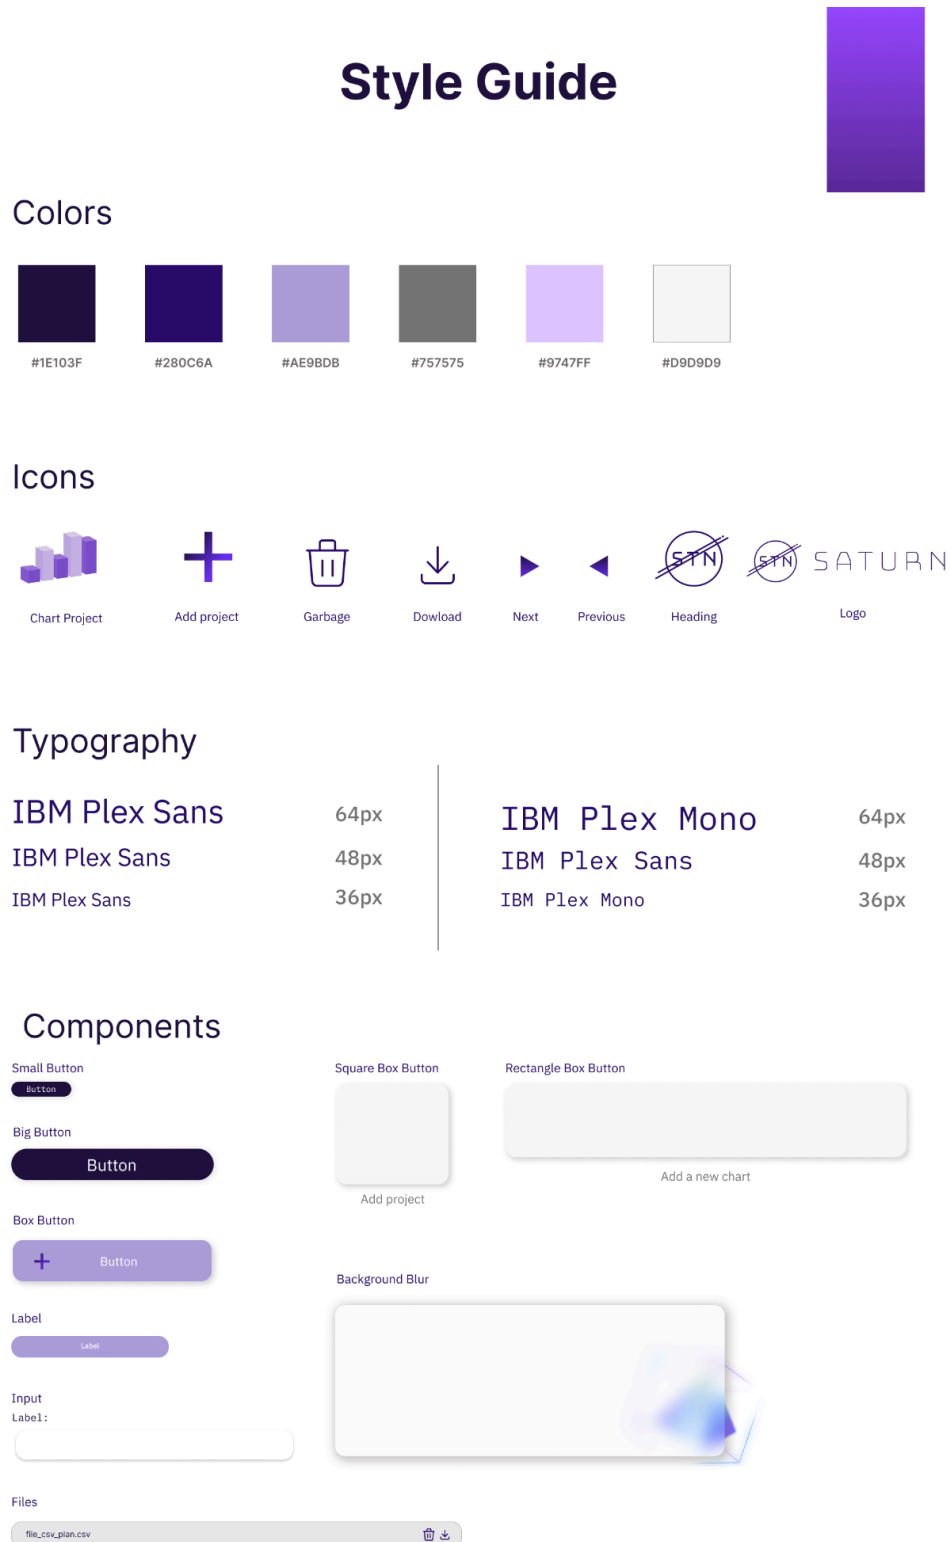 Style Guide
Colors
#1E103F #280C6A #AE9BDB #757575 #9747FF #D9D9D9
Icons
STN STN SATURN
Chart Project Add project Garbage Dowload Next Previous Heading Logo
Typography
IBM Plex Sans 64px
IBM Plex Sans 48px
IBM Plex Sans 36px
IBM Plex Mono 64px
IBM Plex Sans 48px
IBM Plex Mono 36px
Components
Small Button
Button
Big Button
Button
Box Button
Button
Label
Label
Input
Label:
Files
file_csv_plan.csv
Square Box Button
Add project
Rectangle Box Button
Add a new chart
Background Blur